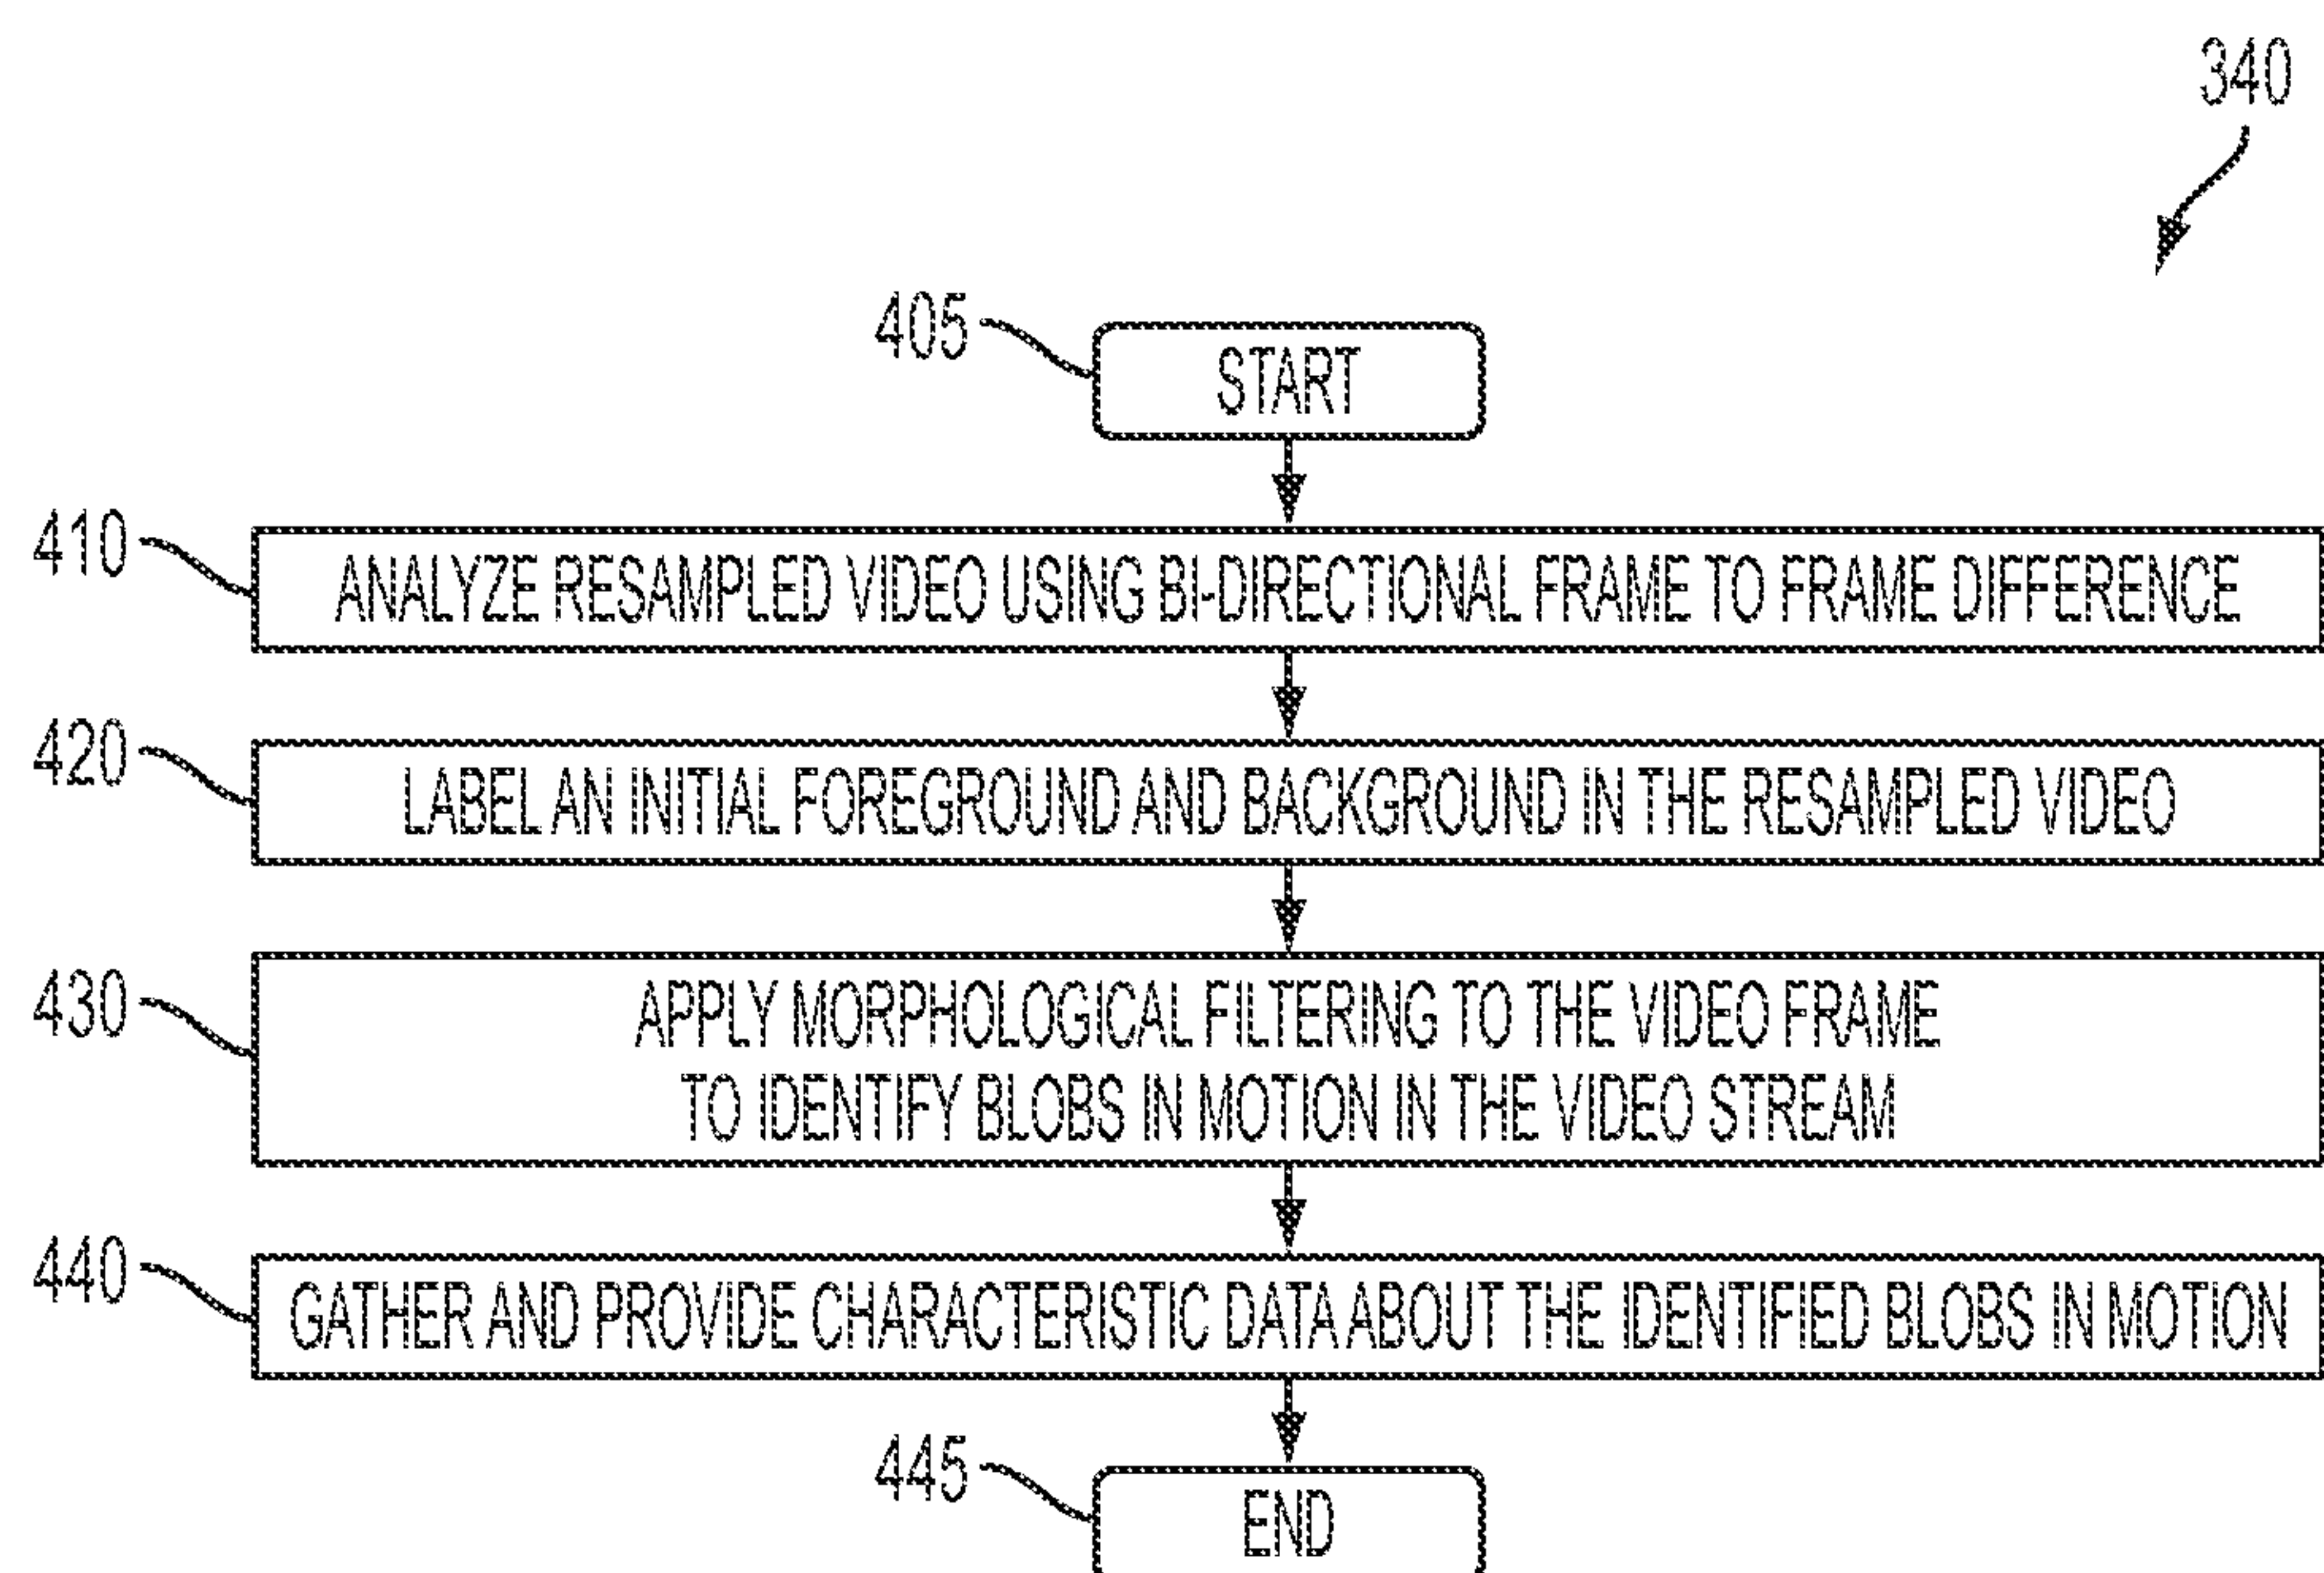 340
405
START
410
ANALYZE RESAMPLED VIDEO USING BI-DIRECTIONAL FRAME TO FRAME DIFFERENCE
420
LABEL AN INITIAL FOREGROUND AND BACKGROUND IN THE RESAMPLED VIDEO
430
APPLY MORPHOLOGICAL FILTERING TO THE VIDEO FRAME
TO IDENTIFY BLOBS IN MOTION IN THE VIDEO STREAM
440
GATHER AND PROVIDE CHARACTERISTIC DATA ABOUT THE IDENTIFIED BLOBS IN MOTION
445
END